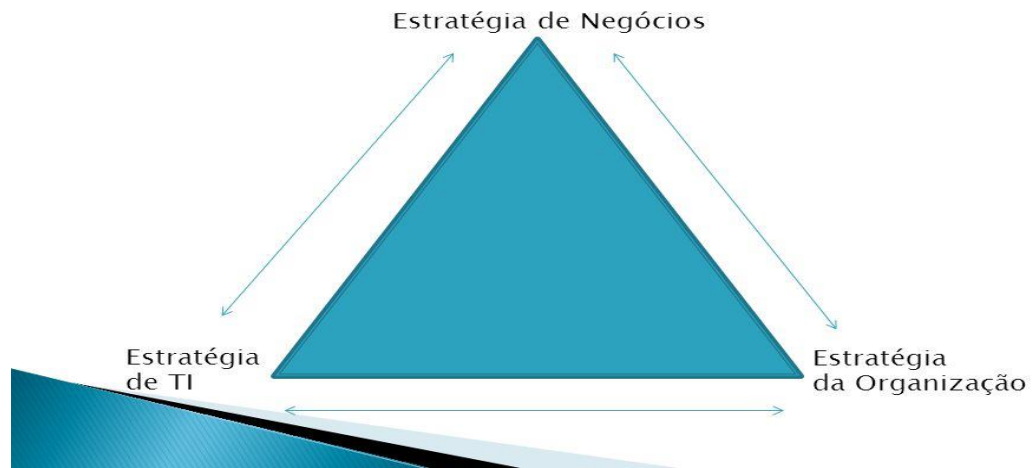 Estratégia de Negócios
Estratégia
de TI
Estratégia
da Organização